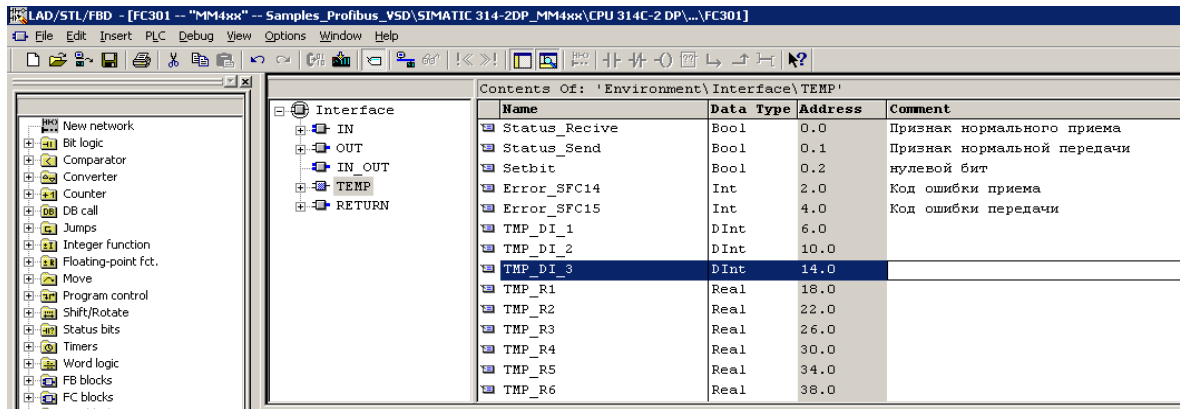 LAD/STL/FBD - [FC301 -- "MM4xx" -- Samples_Profibus_VSD\SIMATIC 314-2DP_MM4xx\CPU 314C-2 DP\...\FC301]
File Edit Insert PLC Debug View Options Window Help
New network
Bit logic
Comparator
Converter
Counter
DB call
Jumps
Integer function
Floating-point fct.
Move
Program control
Shift/Rotate
Status bits
Timers
Word logic
FB blocks
FC blocks
Interface
IN
OUT
IN_OUT
TEMP
RETURN
Contents Of: 'Environment\Interface\TEMP'
Name Data Type Address Comment
Status_Recive Bool 0.0 Признак нормального приема
Status_Send Bool 0.1 Признак нормальной передачи
Setbit Bool 0.2 нулевой бит
Error_SFC14 Int 2.0 Код ошибки приема
Error_SFC15 Int 4.0 Код ошибки передачи
TMP_DI_1 DInt 6.0
TMP_DI_2 DInt 10.0
TMP_DI_3 DInt 14.0
TMP_R1 Real 18.0
TMP_R2 Real 22.0
TMP_R3 Real 26.0
TMP_R4 Real 30.0
TMP_R5 Real 34.0
TMP_R6 Real 38.0